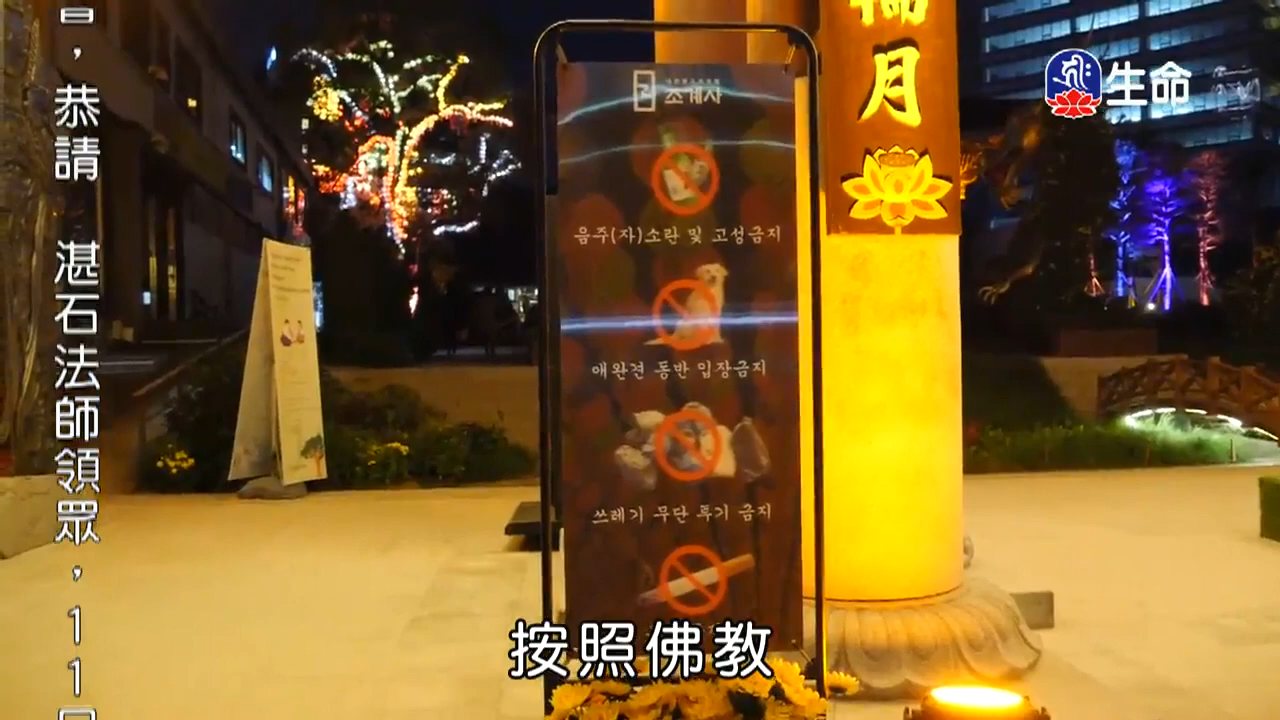 恭請 湛石法師領眾，11
조계사
음주(자)소란 및 고성금지
애완견 동반 입장금지
쓰레기 무단 투기 금지
月
生命
按照佛教